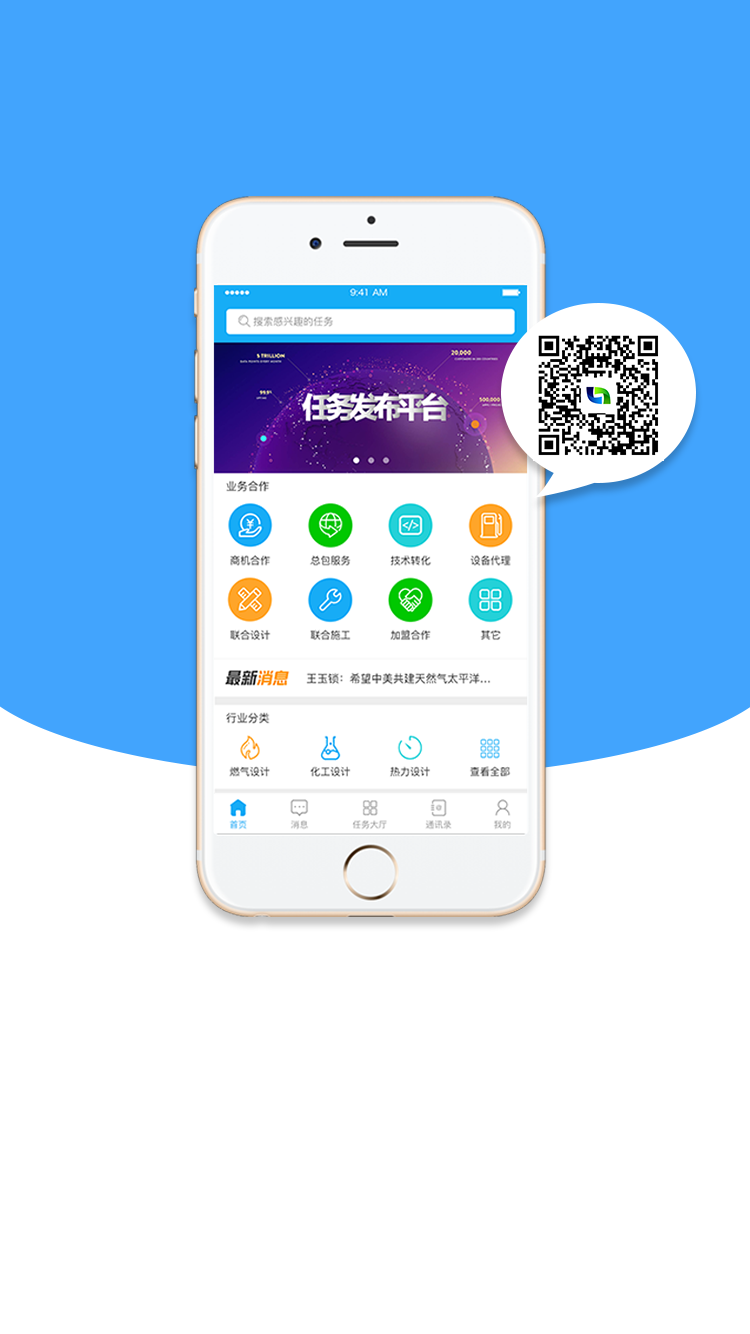 9:41 AM
搜索感兴趣的任务
5 TRILLION
20,000
500,000
任务发布平台
业务合作
商机合作 总包服务 技术转化 设备代理
联合设计 联合施工 加盟合作 其它
最新消息 王玉锁：希望中美共建天然气太平洋...
行业分类
燃气设计 化工设计 热力设计 查看全部
首页 消息 任务大厅 通讯录 我的